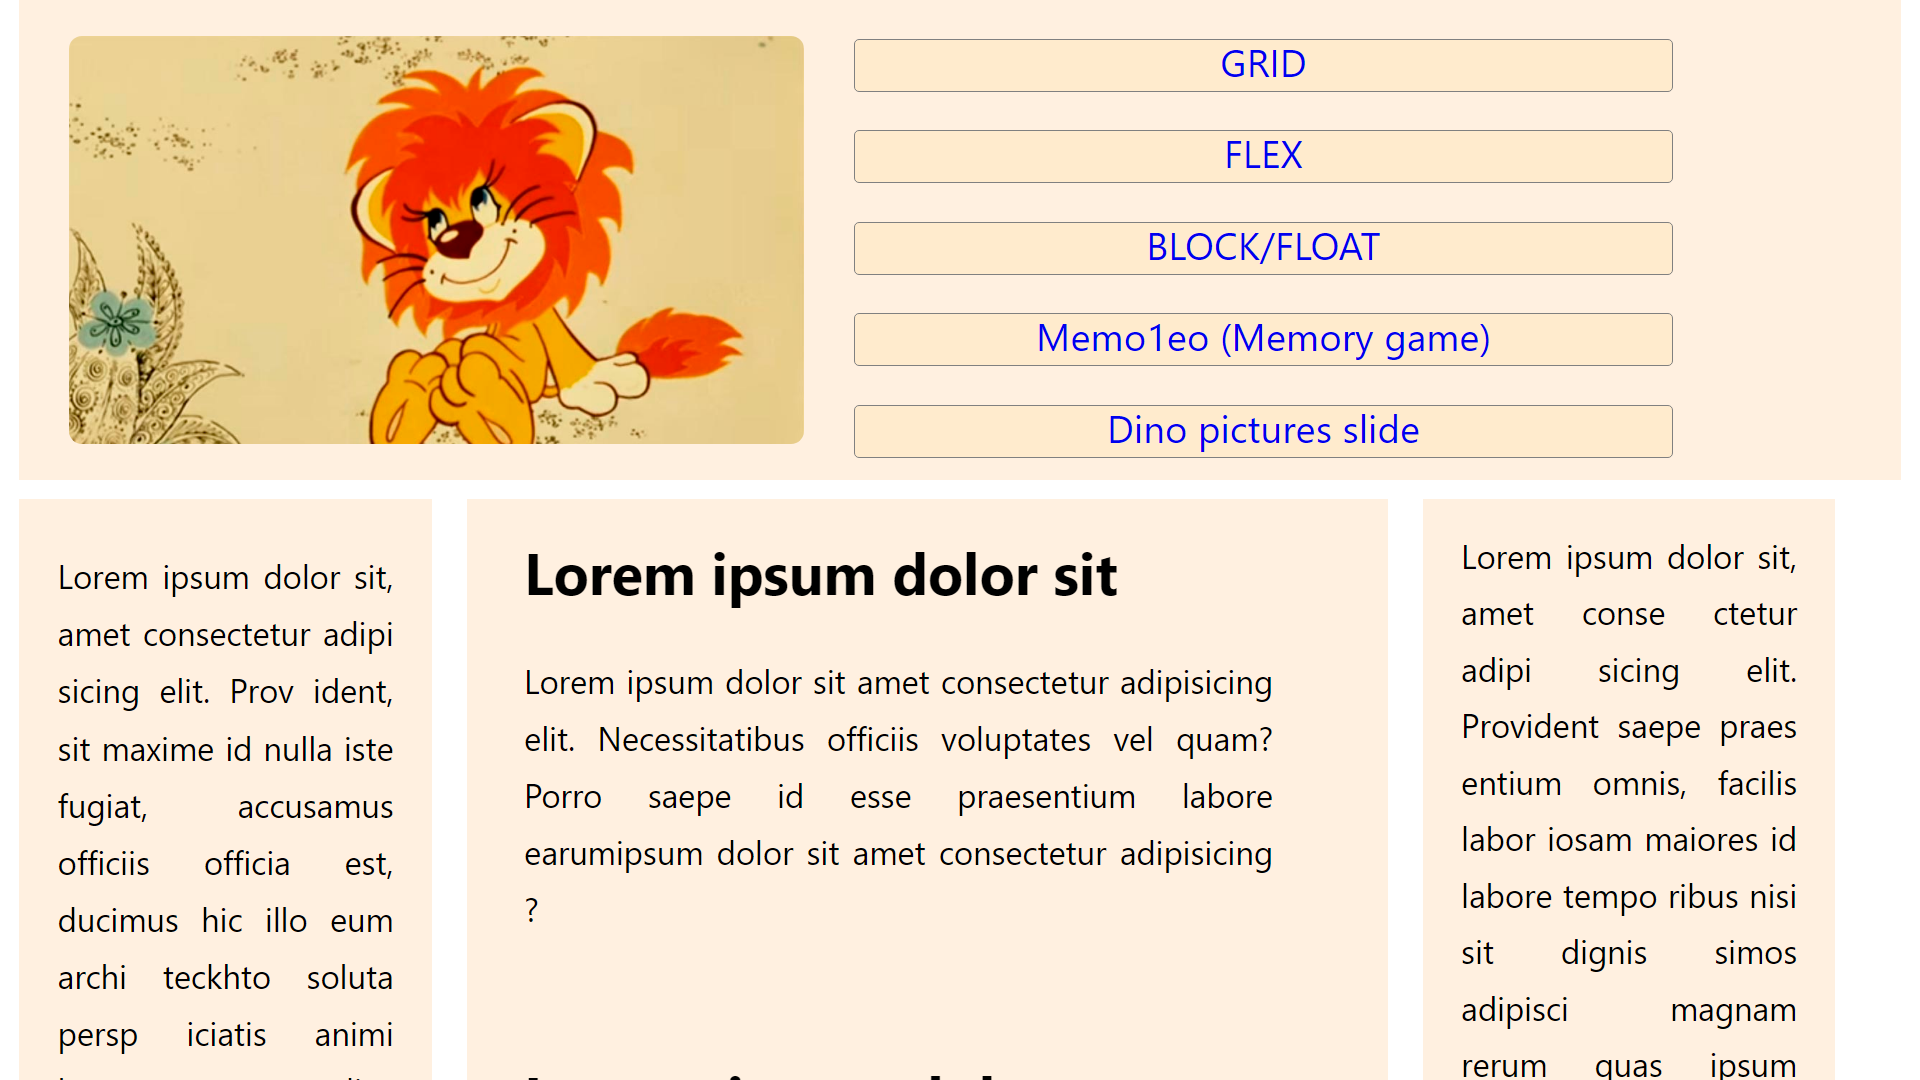 GRID
FLEX
BLOCK/FLOAT
Memo1eo (Memory game)
Dino pictures slide
Lorem ipsum dolor sit,
amet consectetur adipi
sicing elit. Prov ident,
sit maxime id nulla iste
fugiat, accusamus
officiis officia est,
ducimus hic illo eum
archi teckhto soluta
persp iciatis animi
Lorem ipsum dolor sit
Lorem ipsum dolor sit amet consectetur adipisicing
elit. Necessitatibus officiis voluptates vel quam?
Porro saepe id esse praesentium labore
earumipsum dolor sit amet consectetur adipisicing
?
Lorem ipsum dolor sit,
amet conse ctetur
adipi sicing elit.
Provident saepe praes
entium omnis, facilis
labor iosam maiores id
labore tempo ribus nisi
sit dignis simos
adipisci magnam
rerum quas ipsum